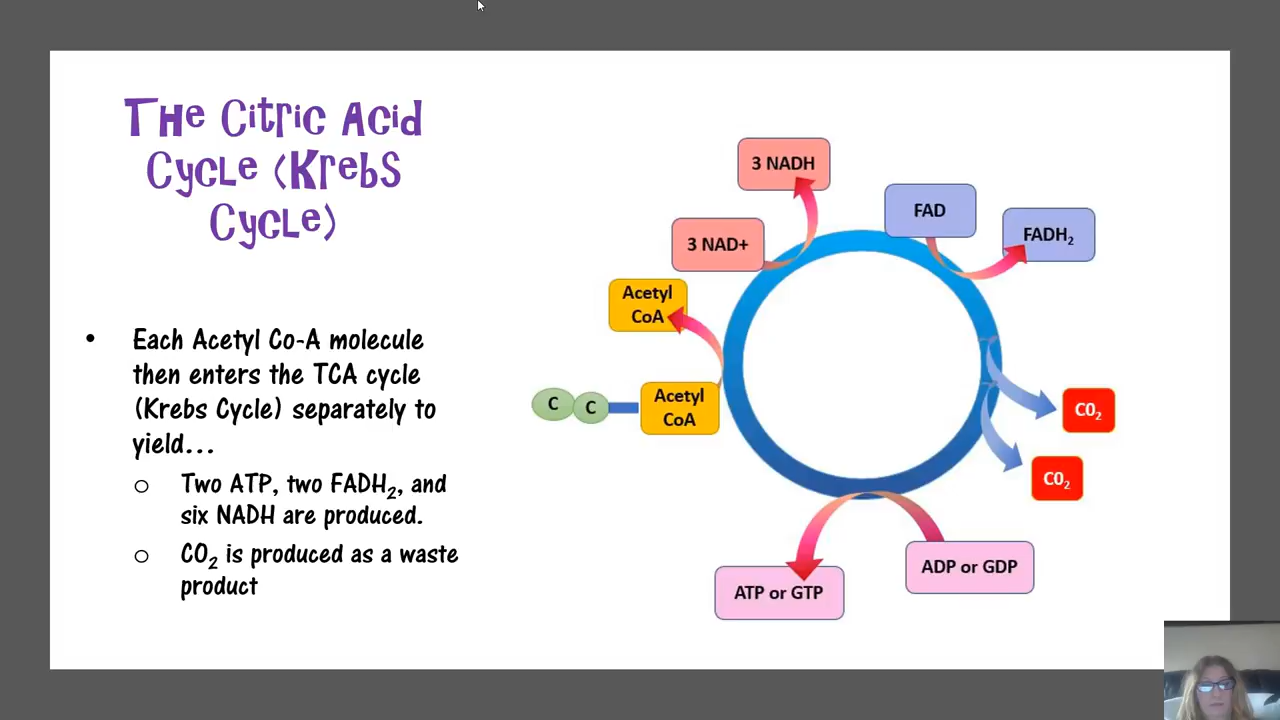 The Citric Acid
Cycle (Krebs
Cycle)
• Each Acetyl Co-A molecule
then enters the TCA cycle
(Krebs Cycle) separately to
yield...
o Two ATP, two FADH₂, and
six NADH are produced.
o CO₂ is produced as a waste
product
3 NADH
FAD
3 NAD+
FADH₂
Acetyl
CoA
C C
Acetyl
CoA
C0₂
C0₂
ADP or GDP
ATP or GTP